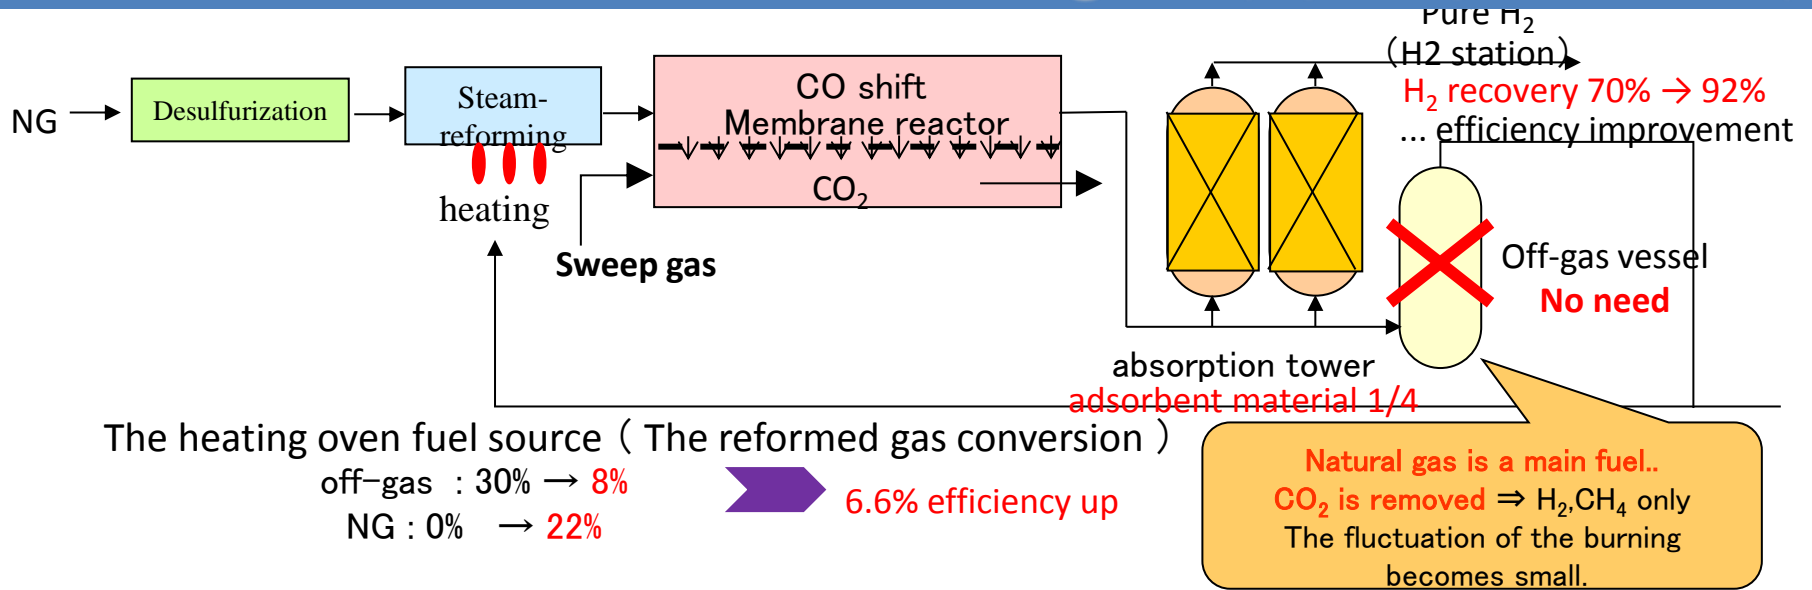 Pure H2
（H2 station）
H2 recovery 70% → 92%
... efficiency improvement
NG
Desulfurization
Steam-
reforming
heating
CO shift
Membrane reactor
CO2
Sweep gas
Off-gas vessel
No need
absorption tower
adsorbent material 1/4
The heating oven fuel source（ The reformed gas conversion ）
off-gas : 30% → 8%
NG : 0% → 22%
6.6% efficiency up
Natural gas is a main fuel..
CO2 is removed ⇒ H2,CH4 only
The fluctuation of the burning
becomes small.